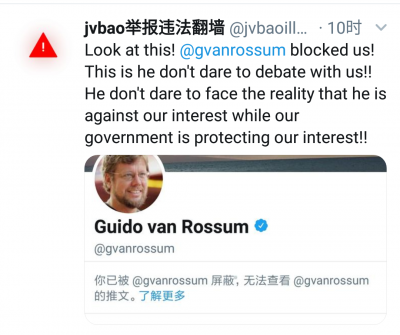 jvbao举报违法翻墙 @jvbaoill... · 10时
Look at this! @gvanrossum blocked us!
This is he don't dare to debate with us!!
He don't dare to face the reality that he is
against our interest while our
government is protecting our interest!!
Guido van Rossum
@gvanrossum
你已被 @gvanrossum 屏蔽，无法查看 @gvanrossum
的推文。了解更多